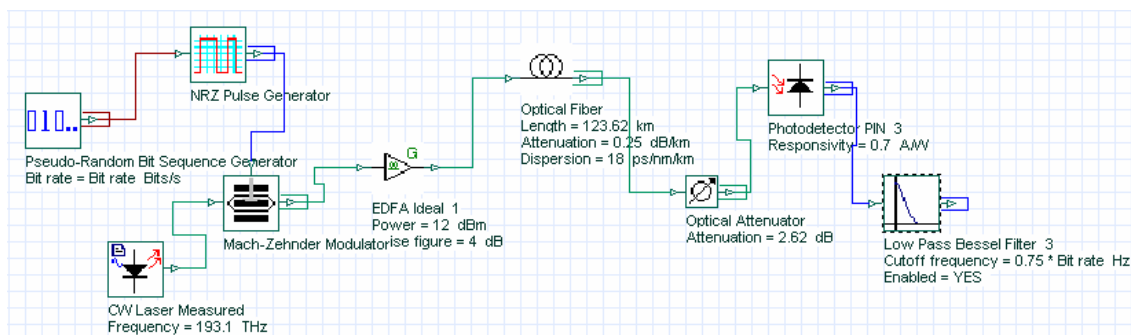 NRZ Pulse Generator
Pseudo-Random Bit Sequence Generator
Bit rate = Bit rate Bits/s
Mach-Zehnder Modulator
CW Laser Measured
Frequency = 193.1 THz
G
EDFA Ideal 1
Power = 12 dBm
ise figure = 4 dB
Optical Fiber
Length = 123.62 km
Attenuation = 0.25 dB/km
Dispersion = 18 ps/nm/km
Optical Attenuator
Attenuation = 2.62 dB
Photodetector PIN 3
Responsivity = 0.7 A/W
Low Pass Bessel Filter 3
Cutoff frequency = 0.75 * Bit rate Hz
Enabled = YES